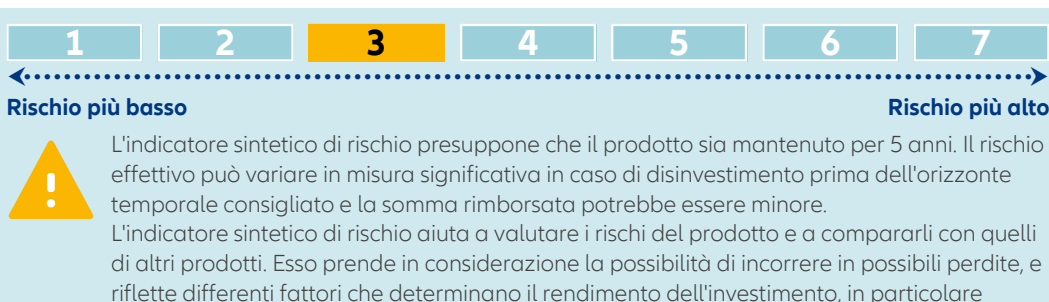 1 2 3 4 5 6 7
Rischio più basso Rischio più alto
L'indicatore sintetico di rischio presuppone che il prodotto sia mantenuto per 5 anni. Il rischio
effettivo può variare in misura significativa in caso di disinvestimento prima dell'orizzonte
temporale consigliato e la somma rimborsata potrebbe essere minore.
L'indicatore sintetico di rischio aiuta a valutare i rischi del prodotto e a compararli con quelli
di altri prodotti. Esso prende in considerazione la possibilità di incorrere in possibili perdite, e
riflette differenti fattori che determinano il rendimento dell'investimento, in particolare